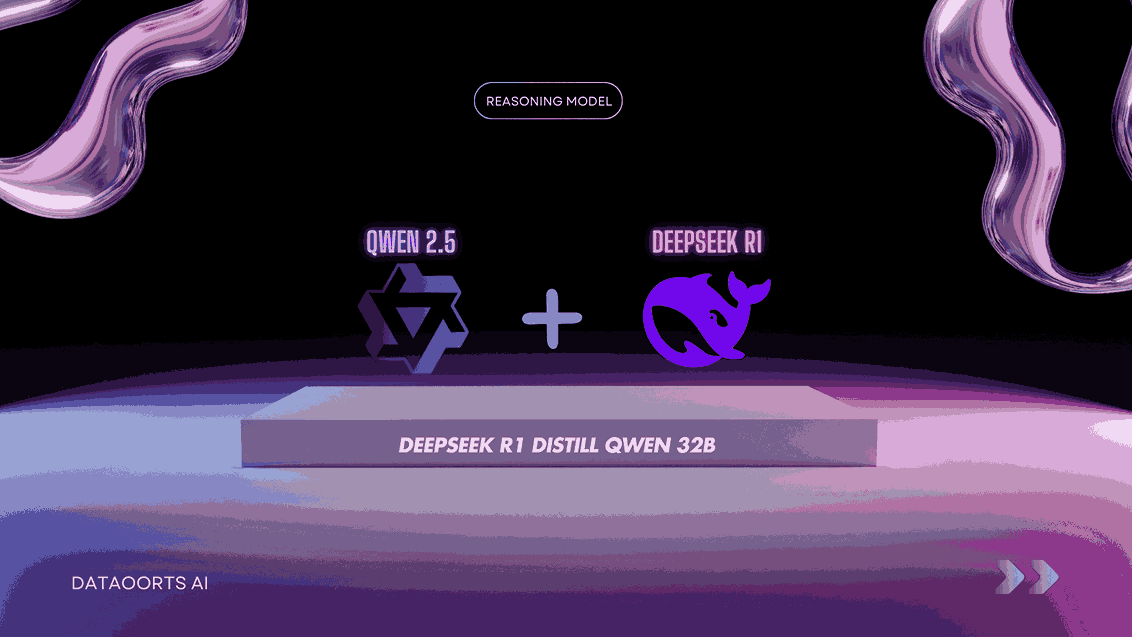 REASONING MODEL
QWEN 2.5
DEEPSEEK R1
DEEPSEEK R1 DISTILL QWEN 32B
DATAOORTS AI